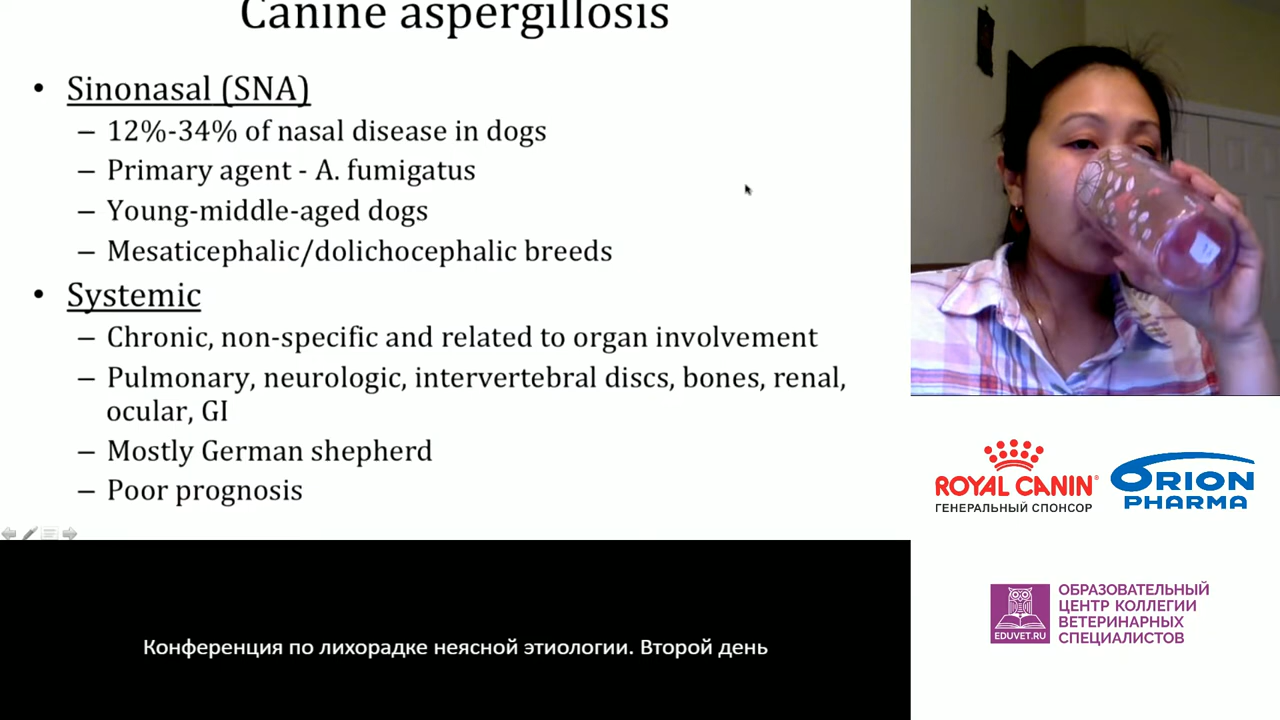 Canine aspergillosis
• Sinonasal (SNA)
– 12%-34% of nasal disease in dogs
– Primary agent - A. fumigatus
– Young-middle-aged dogs
– Mesaticephalic/dolichocephalic breeds
• Systemic
– Chronic, non-specific and related to organ involvement
– Pulmonary, neurologic, intervertebral discs, bones, renal,
ocular, GI
– Mostly German shepherd
– Poor prognosis
ROYAL CANIN®
ГЕНЕРАЛЬНЫЙ СПОНСОР
ORION
PHARMA
EDUVET.RU
ОБРАЗОВАТЕЛЬНЫЙ
ЦЕНТР КОЛЛЕГИИ
ВЕТЕРИНАРНЫХ
СПЕЦИАЛИСТОВ
Конференция по лихорадке неясной этиологии. Второй день